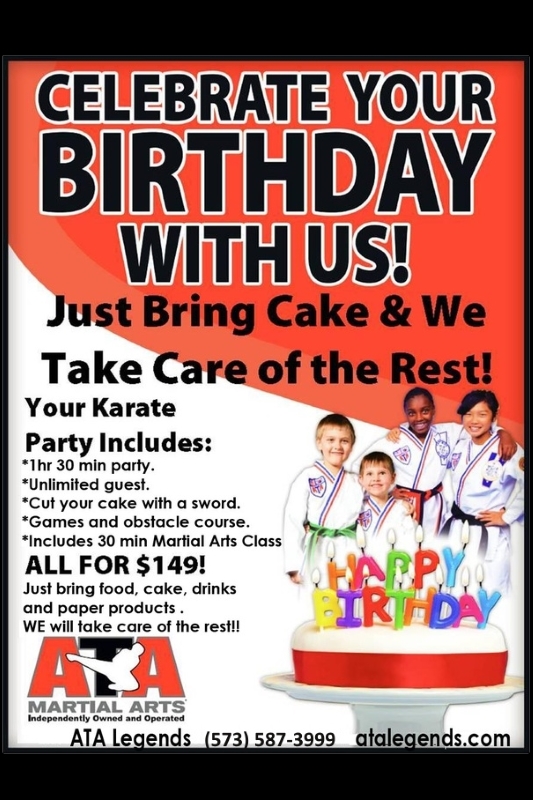 CELEBRATE YOUR
BIRTHDAY
WITH US!
Just Bring Cake & We
Take Care of the Rest!
Your Karate
Party Includes:
*1hr 30 min party.
*Unlimited guest.
*Cut your cake with a sword.
*Games and obstacle course.
*Includes 30 min Martial Arts Class
ALL FOR $149!
Just bring food, cake, drinks
and paper products .
WE will take care of the rest!!
HAPPY
BIRTHDAY
ATA
MARTIAL ARTS
Independently Owned and Operated
ATA Legends (573) 587-3999 atalegends.com